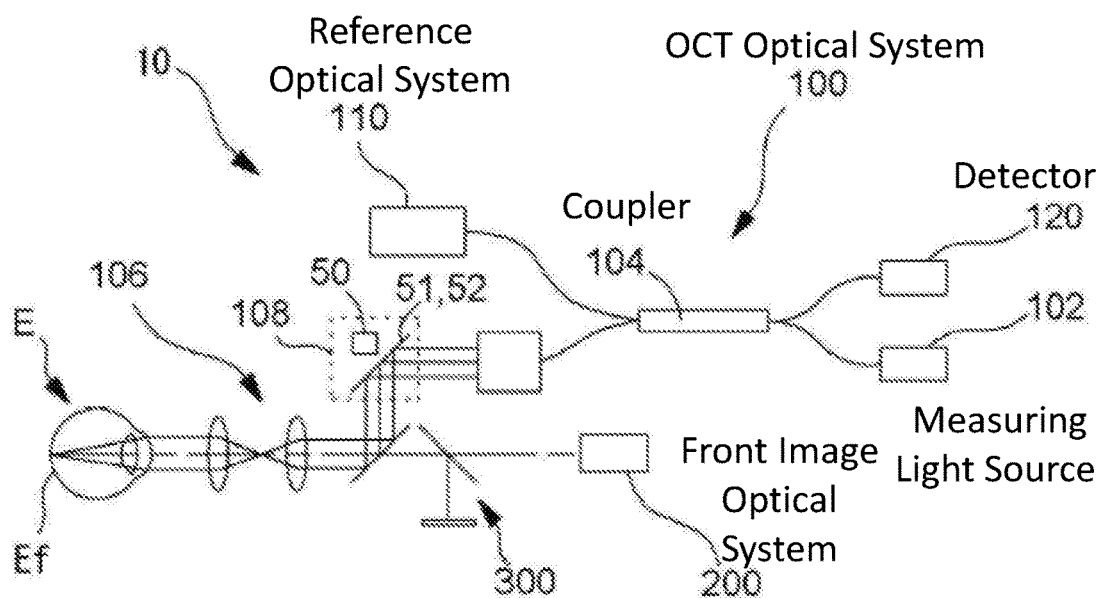 Reference
Optical System
110
10
OCT Optical System
100
Detector
120
Coupler
104
102
Measuring
Light Source
106
50
51,52
108
E
Ef
Front Image
Optical
System
200
300